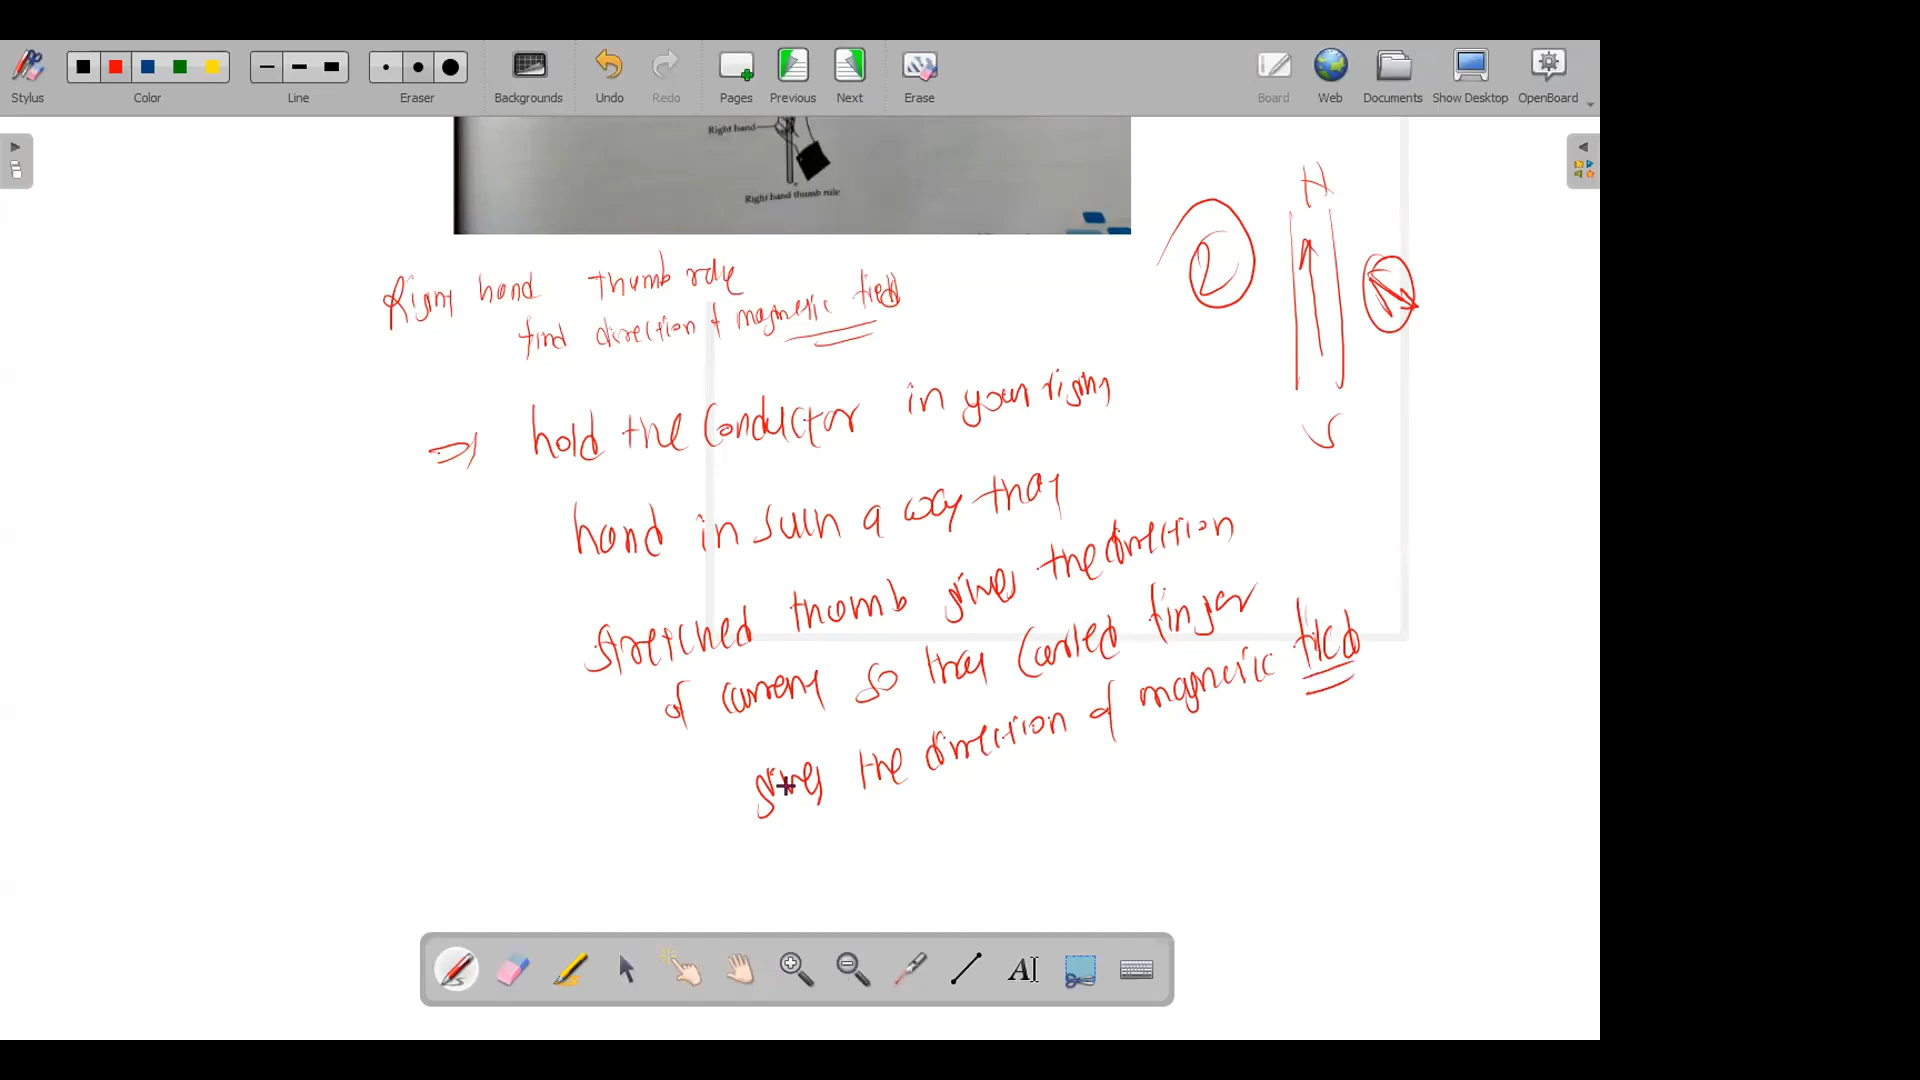 Stylus
Color
Line
Eraser
Backgrounds
Undo
Redo
Pages
Previous
Next
Erase
Board
Web
Documents
Show Desktop
OpenBoard
Right hand
Right hand thumb rule
Right hand thumb rule
find direction of magnetic field
⇒ hold the conductor in your right
hand in such a way that
stretched thumb gives the direction
of current so that curled finger
gives the direction of magnetic field
2
N
S
AI